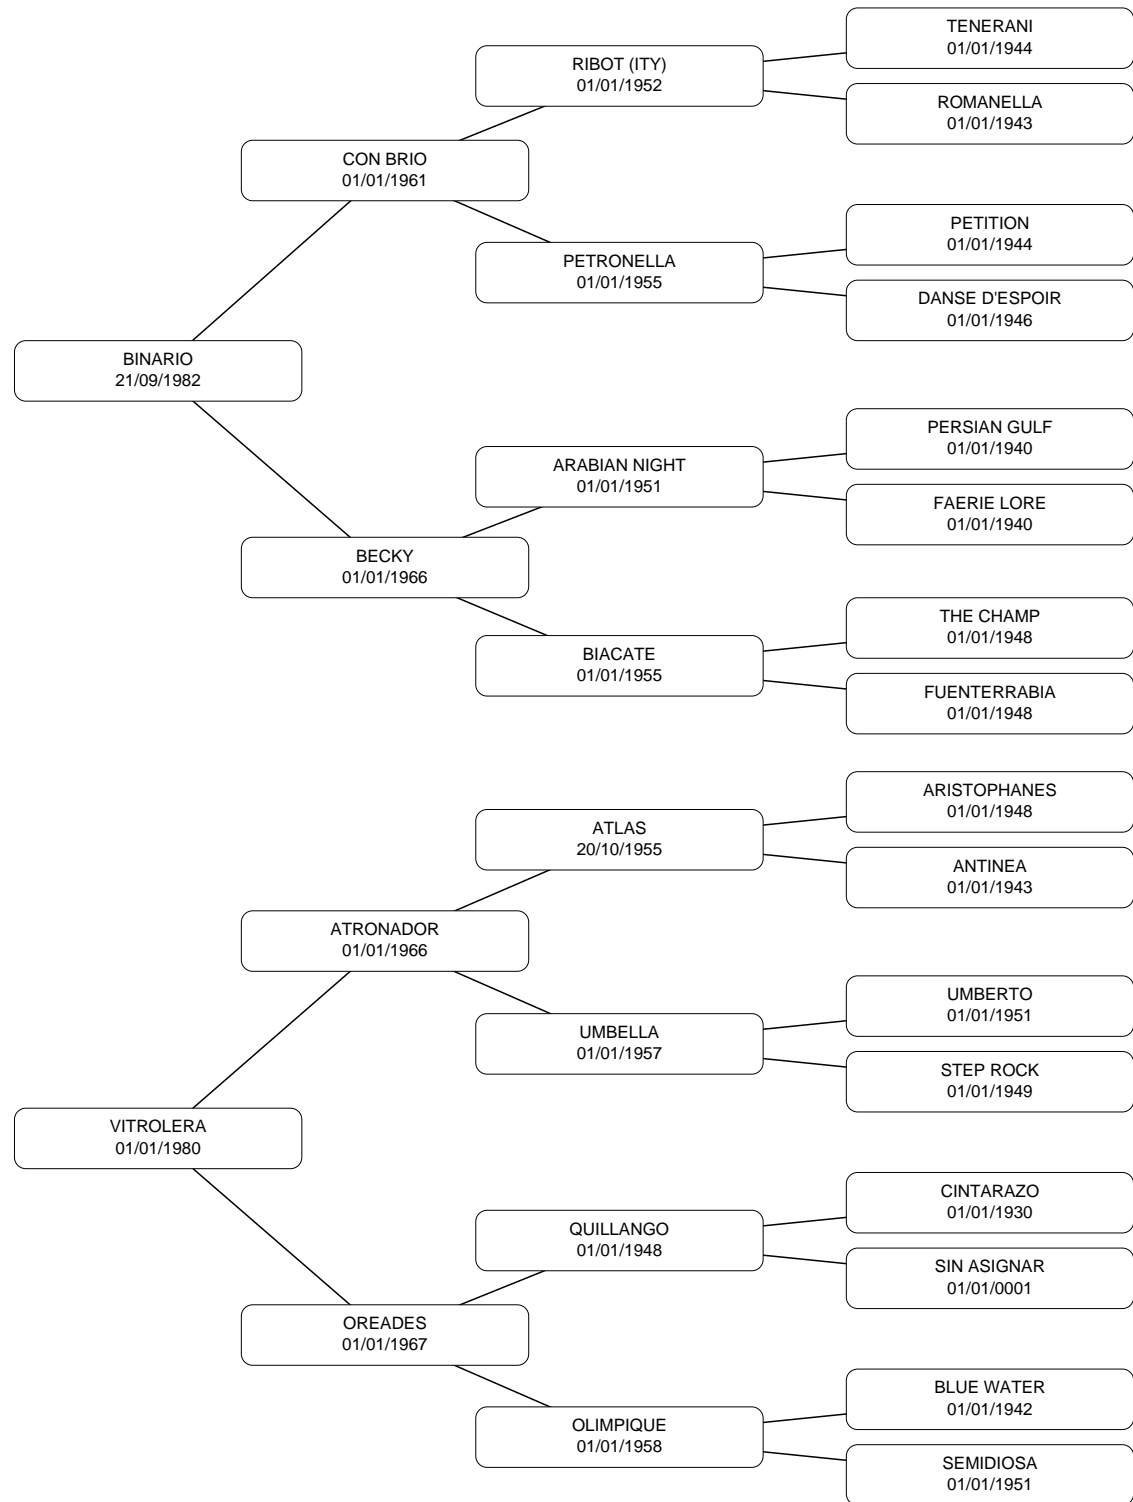 TENERANI
01/01/1944
RIBOT (ITY)
01/01/1952
ROMANELLA
01/01/1943
CON BRIO
01/01/1961
PETITION
01/01/1944
PETRONELLA
01/01/1955
DANSE D'ESPOIR
01/01/1946
BINARIO
21/09/1982
PERSIAN GULF
01/01/1940
ARABIAN NIGHT
01/01/1951
FAERIE LORE
01/01/1940
BECKY
01/01/1966
THE CHAMP
01/01/1948
BIACATE
01/01/1955
FUENTERRABIA
01/01/1948
ARISTOPHANES
01/01/1948
ATLAS
20/10/1955
ANTINEA
01/01/1943
ATRONADOR
01/01/1966
UMBERTO
01/01/1951
UMBELLA
01/01/1957
STEP ROCK
01/01/1949
VITROLERA
01/01/1980
CINTARAZO
01/01/1930
QUILLANGO
01/01/1948
SIN ASIGNAR
01/01/0001
OREADES
01/01/1967
BLUE WATER
01/01/1942
OLIMPIQUE
01/01/1958
SEMIDIOSA
01/01/1951